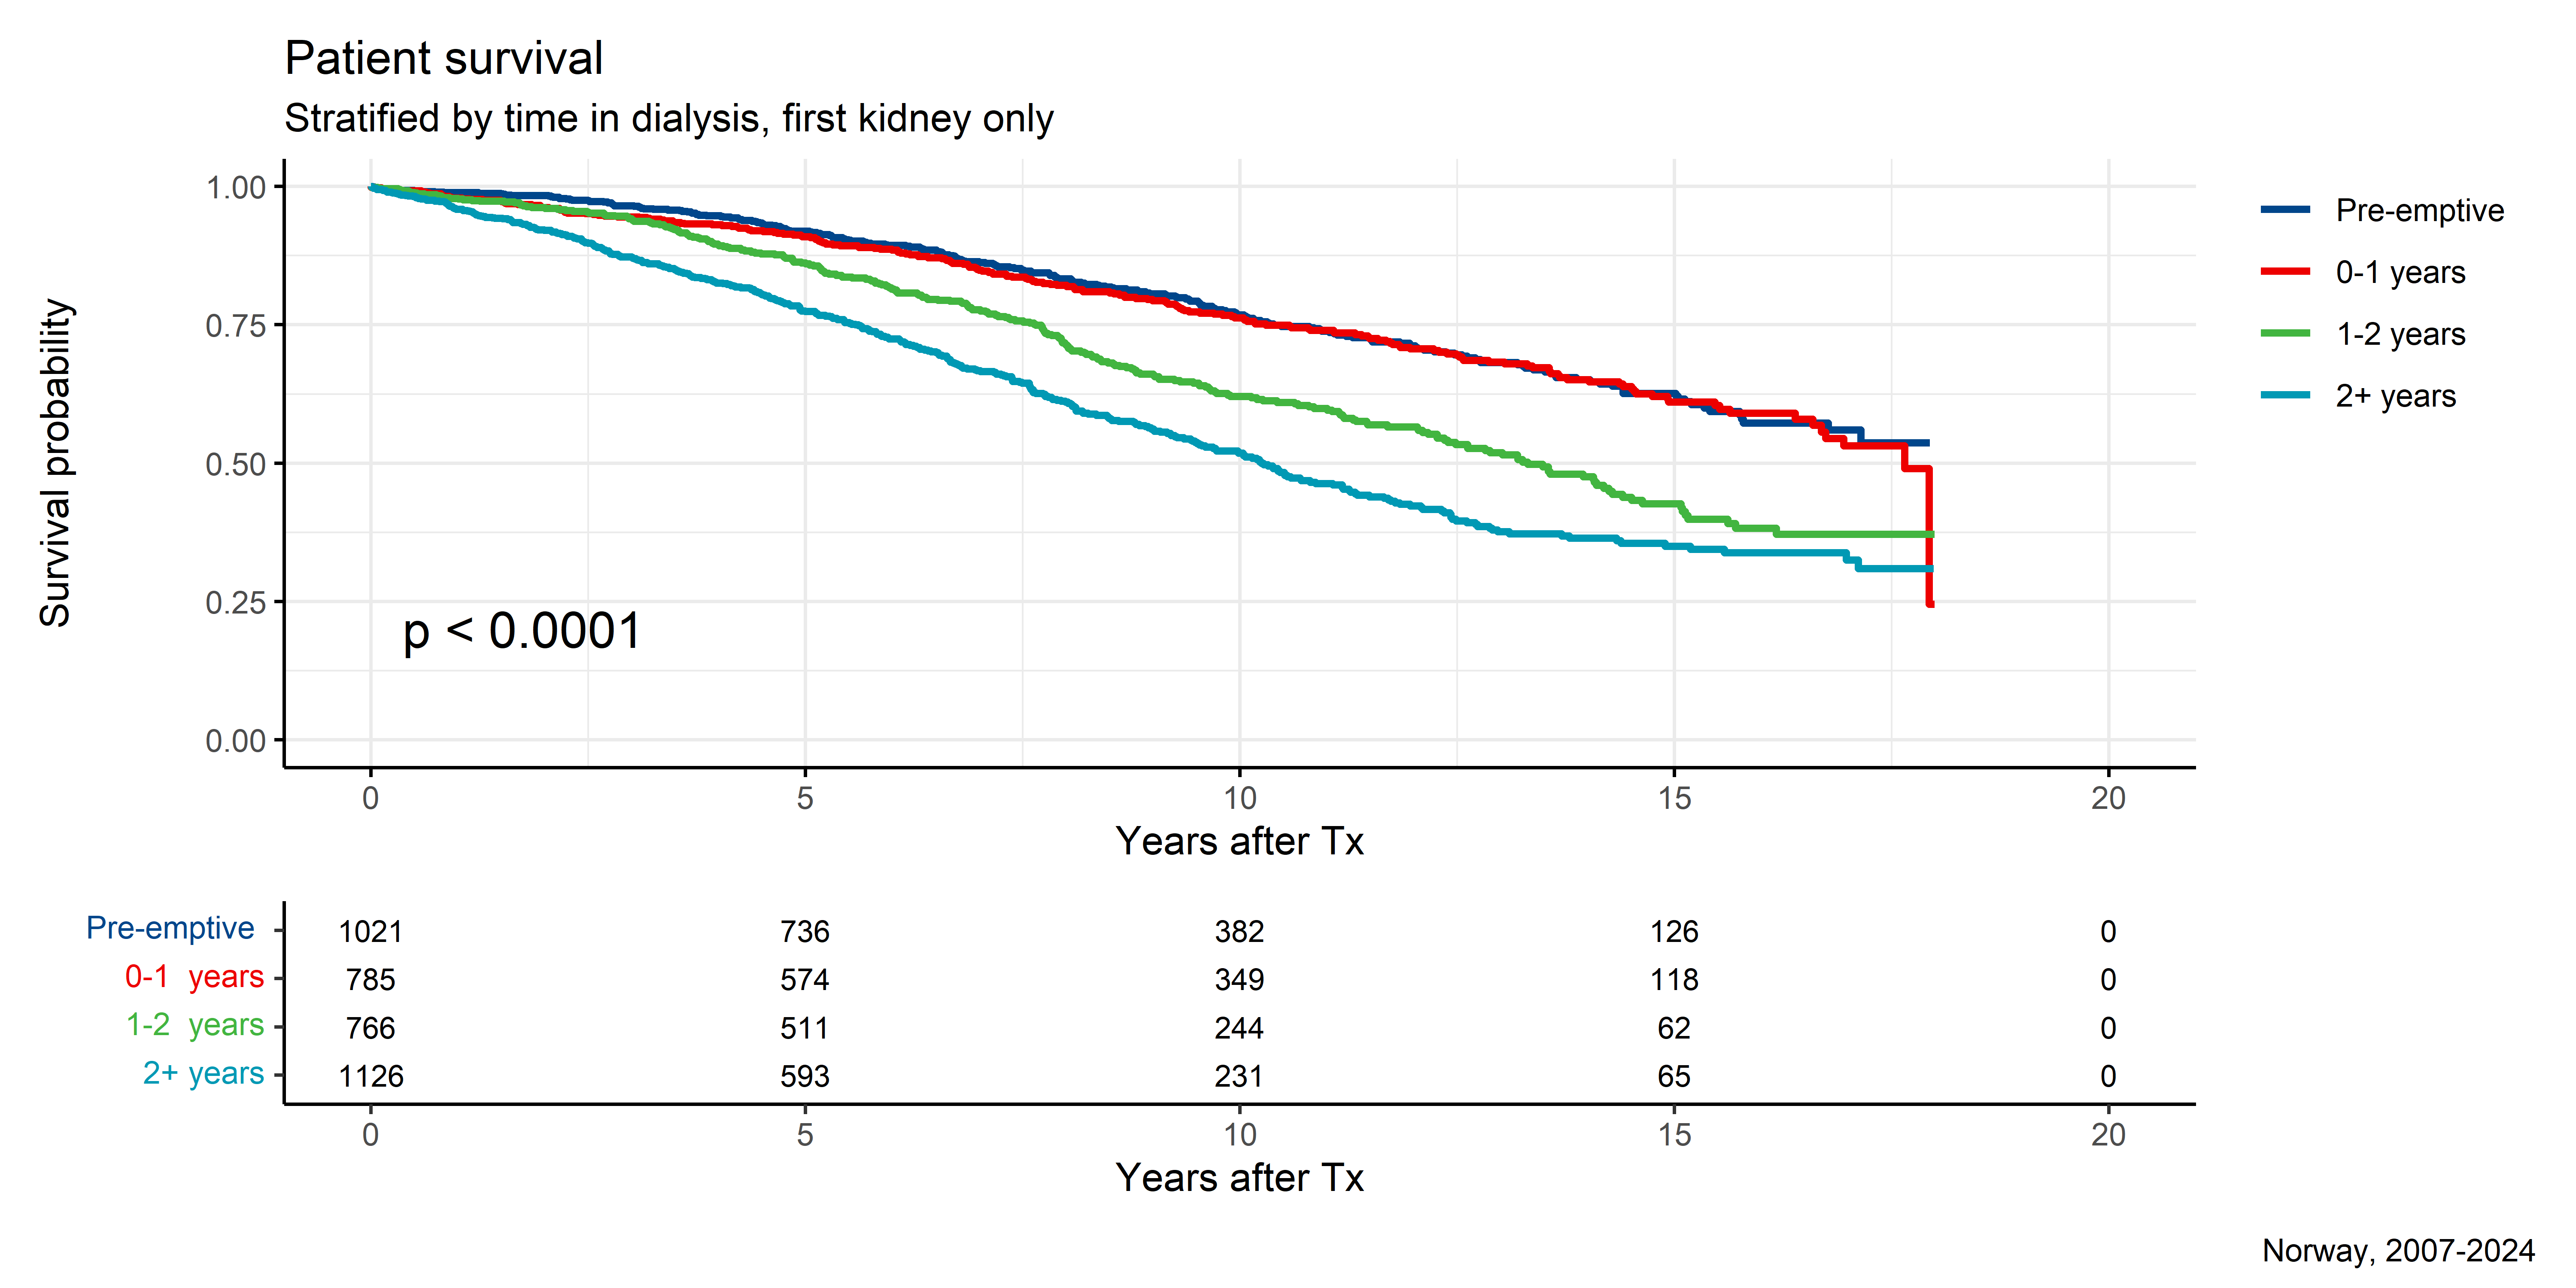 Patient survival
Stratified by time in dialysis, first kidney only
Survival probability
1.00
0.75
0.50
0.25
0.00
p < 0.0001
0 5 10 15 20
Years after Tx
Pre-emptive
0-1 years
1-2 years
2+ years
Pre-emptive 1021 736 382 126 0
0-1 years 785 574 349 118 0
1-2 years 766 511 244 62 0
2+ years 1126 593 231 65 0
0 5 10 15 20
Years after Tx
Norway, 2007-2024